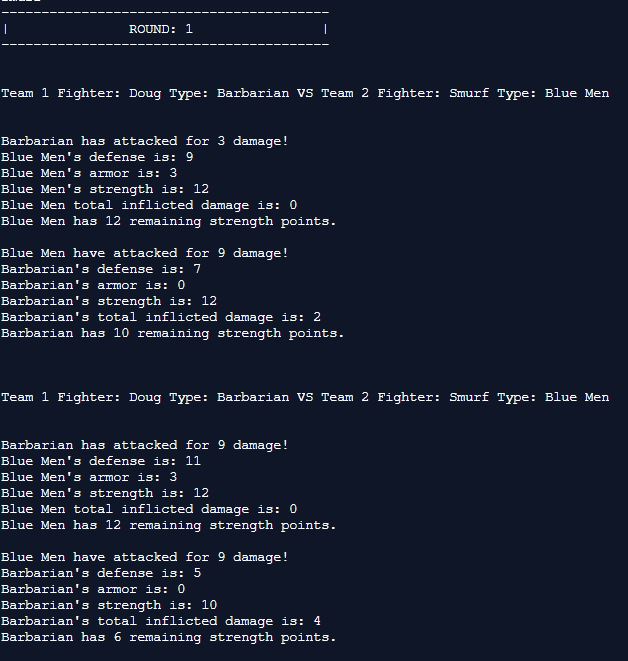 -----------------------------------------
|               ROUND: 1                |
-----------------------------------------
Team 1 Fighter: Doug Type: Barbarian VS Team 2 Fighter: Smurf Type: Blue Men
Barbarian has attacked for 3 damage!
Blue Men's defense is: 9
Blue Men's armor is: 3
Blue Men's strength is: 12
Blue Men total inflicted damage is: 0
Blue Men has 12 remaining strength points.
Blue Men have attacked for 9 damage!
Barbarian's defense is: 7
Barbarian's armor is: 0
Barbarian's strength is: 12
Barbarian's total inflicted damage is: 2
Barbarian has 10 remaining strength points.
Team 1 Fighter: Doug Type: Barbarian VS Team 2 Fighter: Smurf Type: Blue Men
Barbarian has attacked for 9 damage!
Blue Men's defense is: 11
Blue Men's armor is: 3
Blue Men's strength is: 12
Blue Men total inflicted damage is: 0
Blue Men has 12 remaining strength points.
Blue Men have attacked for 9 damage!
Barbarian's defense is: 5
Barbarian's armor is: 0
Barbarian's strength is: 10
Barbarian's total inflicted damage is: 4
Barbarian has 6 remaining strength points.